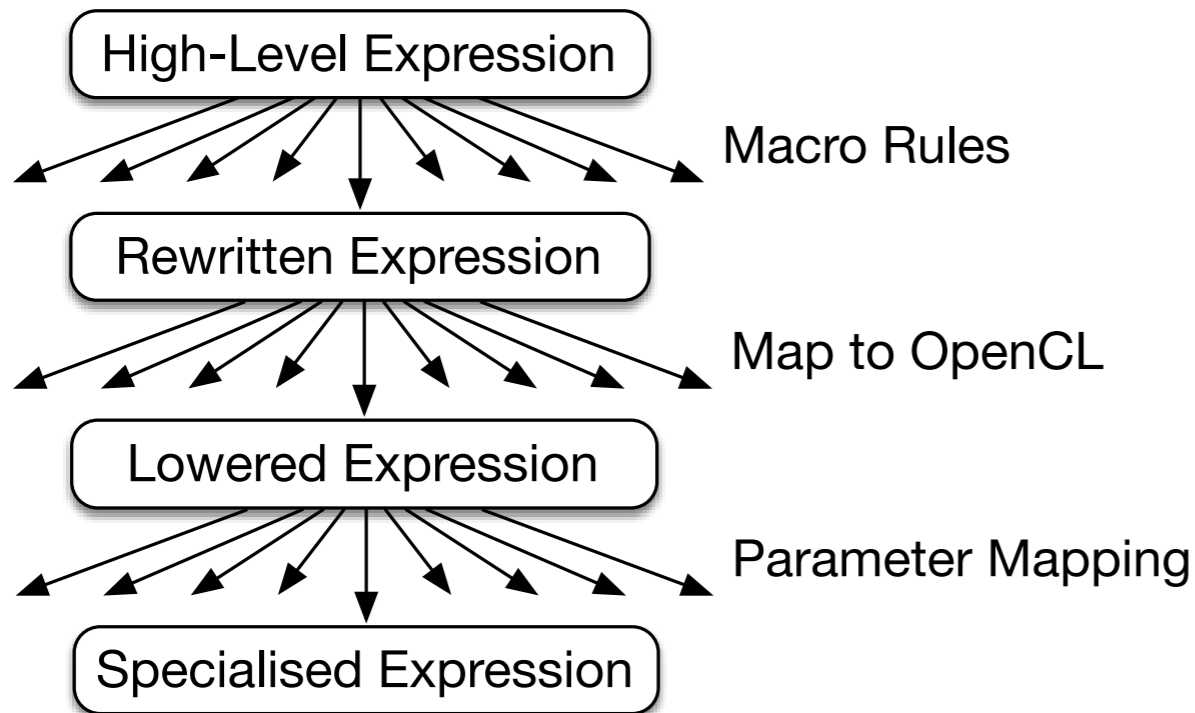 High-Level Expression
Macro Rules
Rewritten Expression
Map to OpenCL
Lowered Expression
Parameter Mapping
Specialised Expression